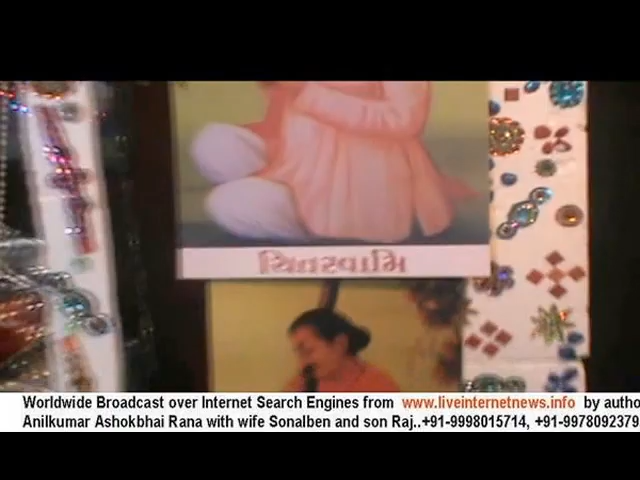 ચિત્રસ્વામિ
Worldwide Broadcast over Internet Search Engines from www.liveinternetnews.info by autho
Anilkumar Ashokbhai Rana with wife Sonalben and son Raj..+91-9998015714, +91-9978092379